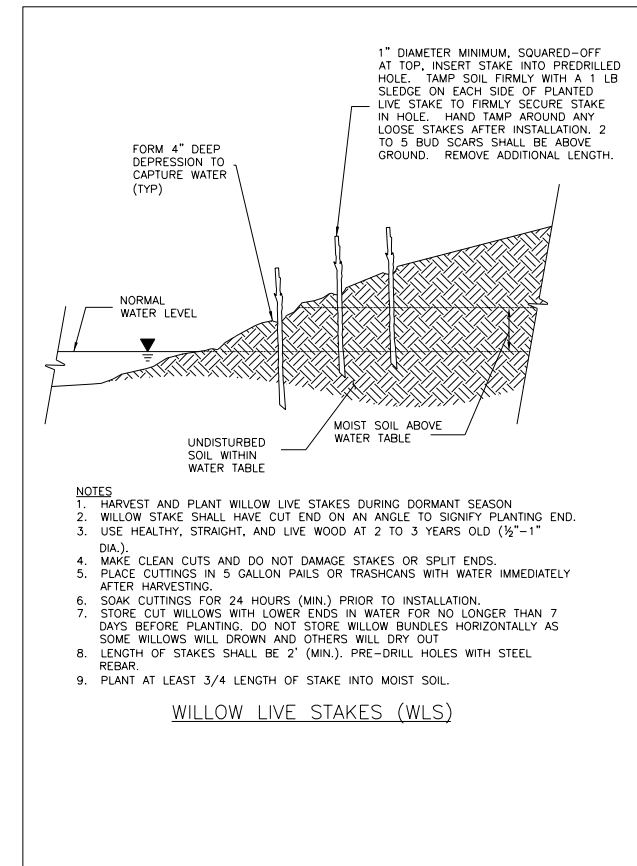 1" DIAMETER MINIMUM, SQUARED-OFF
AT TOP, INSERT STAKE INTO PREDRILLED
HOLE. TAMP SOIL FIRMLY WITH A 1 LB
SLEDGE ON EACH SIDE OF PLANTED
LIVE STAKE TO FIRMLY SECURE STAKE
IN HOLE. HAND TAMP AROUND ANY
LOOSE STAKES AFTER INSTALLATION. 2
TO 5 BUD SCARS SHALL BE ABOVE
GROUND. REMOVE ADDITIONAL LENGTH.
FORM 4" DEEP
DEPRESSION TO
CAPTURE WATER
(TYP)
NORMAL
WATER LEVEL
MOIST SOIL ABOVE
WATER TABLE
UNDISTURBED
SOIL WITHIN
WATER TABLE
NOTES
1. HARVEST AND PLANT WILLOW LIVE STAKES DURING DORMANT SEASON
2. WILLOW STAKE SHALL HAVE CUT END ON AN ANGLE TO SIGNIFY PLANTING END.
3. USE HEALTHY, STRAIGHT, AND LIVE WOOD AT 2 TO 3 YEARS OLD (½"-1"
DIA.).
4. MAKE CLEAN CUTS AND DO NOT DAMAGE STAKES OR SPLIT ENDS.
5. PLACE CUTTINGS IN 5 GALLON PAILS OR TRASHCANS WITH WATER IMMEDIATELY
AFTER HARVESTING.
6. SOAK CUTTINGS FOR 24 HOURS (MIN.) PRIOR TO INSTALLATION.
7. STORE CUT WILLOWS WITH LOWER ENDS IN WATER FOR NO LONGER THAN 7
DAYS BEFORE PLANTING. DO NOT STORE WILLOW BUNDLES HORIZONTALLY AS
SOME WILLOWS WILL DROWN AND OTHERS WILL DRY OUT
8. LENGTH OF STAKES SHALL BE 2' (MIN.). PRE-DRILL HOLES WITH STEEL
REBAR.
9. PLANT AT LEAST 3/4 LENGTH OF STAKE INTO MOIST SOIL.
WILLOW LIVE STAKES (WLS)